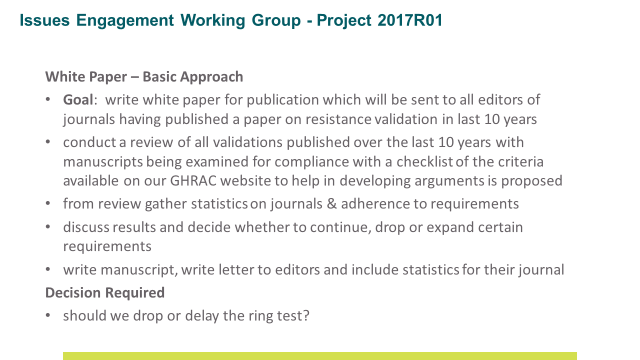 Issues Engagement Working Group - Project 2017R01
White Paper – Basic Approach
• Goal: write white paper for publication which will be sent to all editors of
journals having published a paper on resistance validation in last 10 years
• conduct a review of all validations published over the last 10 years with
manuscripts being examined for compliance with a checklist of the criteria
available on our GHRAC website to help in developing arguments is proposed
• from review gather statistics on journals & adherence to requirements
• discuss results and decide whether to continue, drop or expand certain
requirements
• write manuscript, write letter to editors and include statistics for their journal
Decision Required
• should we drop or delay the ring test?